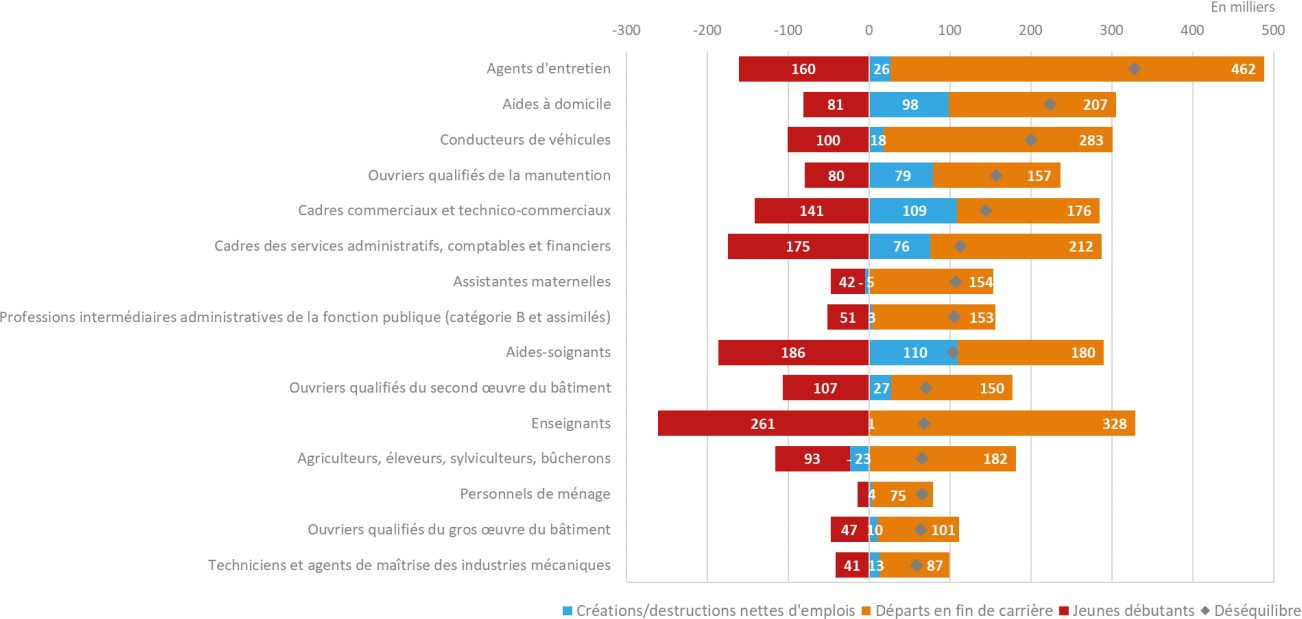 En milliers
-300 -200 -100 0 100 200 300 400 500
Agents d'entretien 160 26 462
Aides à domicile 81 98 207
Conducteurs de véhicules 100 18 283
Ouvriers qualifiés de la manutention 80 79 157
Cadres commerciaux et technico-commerciaux 141 109 176
Cadres des services administratifs, comptables et financiers 175 76 212
Assistantes maternelles 42 - 5 154
Professions intermédiaires administratives de la fonction publique (catégorie B et assimilés) 51 3 153
Aides-soignants 186 110 180
Ouvriers qualifiés du second œuvre du bâtiment 107 27 150
Enseignants 261 1 328
Agriculteurs, éleveurs, sylviculteurs, bûcherons 93 - 23 182
Personnels de ménage 4 75
Ouvriers qualifiés du gros œuvre du bâtiment 47 10 101
Techniciens et agents de maîtrise des industries mécaniques 41 13 87
Créations/destructions nettes d'emplois Départs en fin de carrière Jeunes débutants Déséquilibre